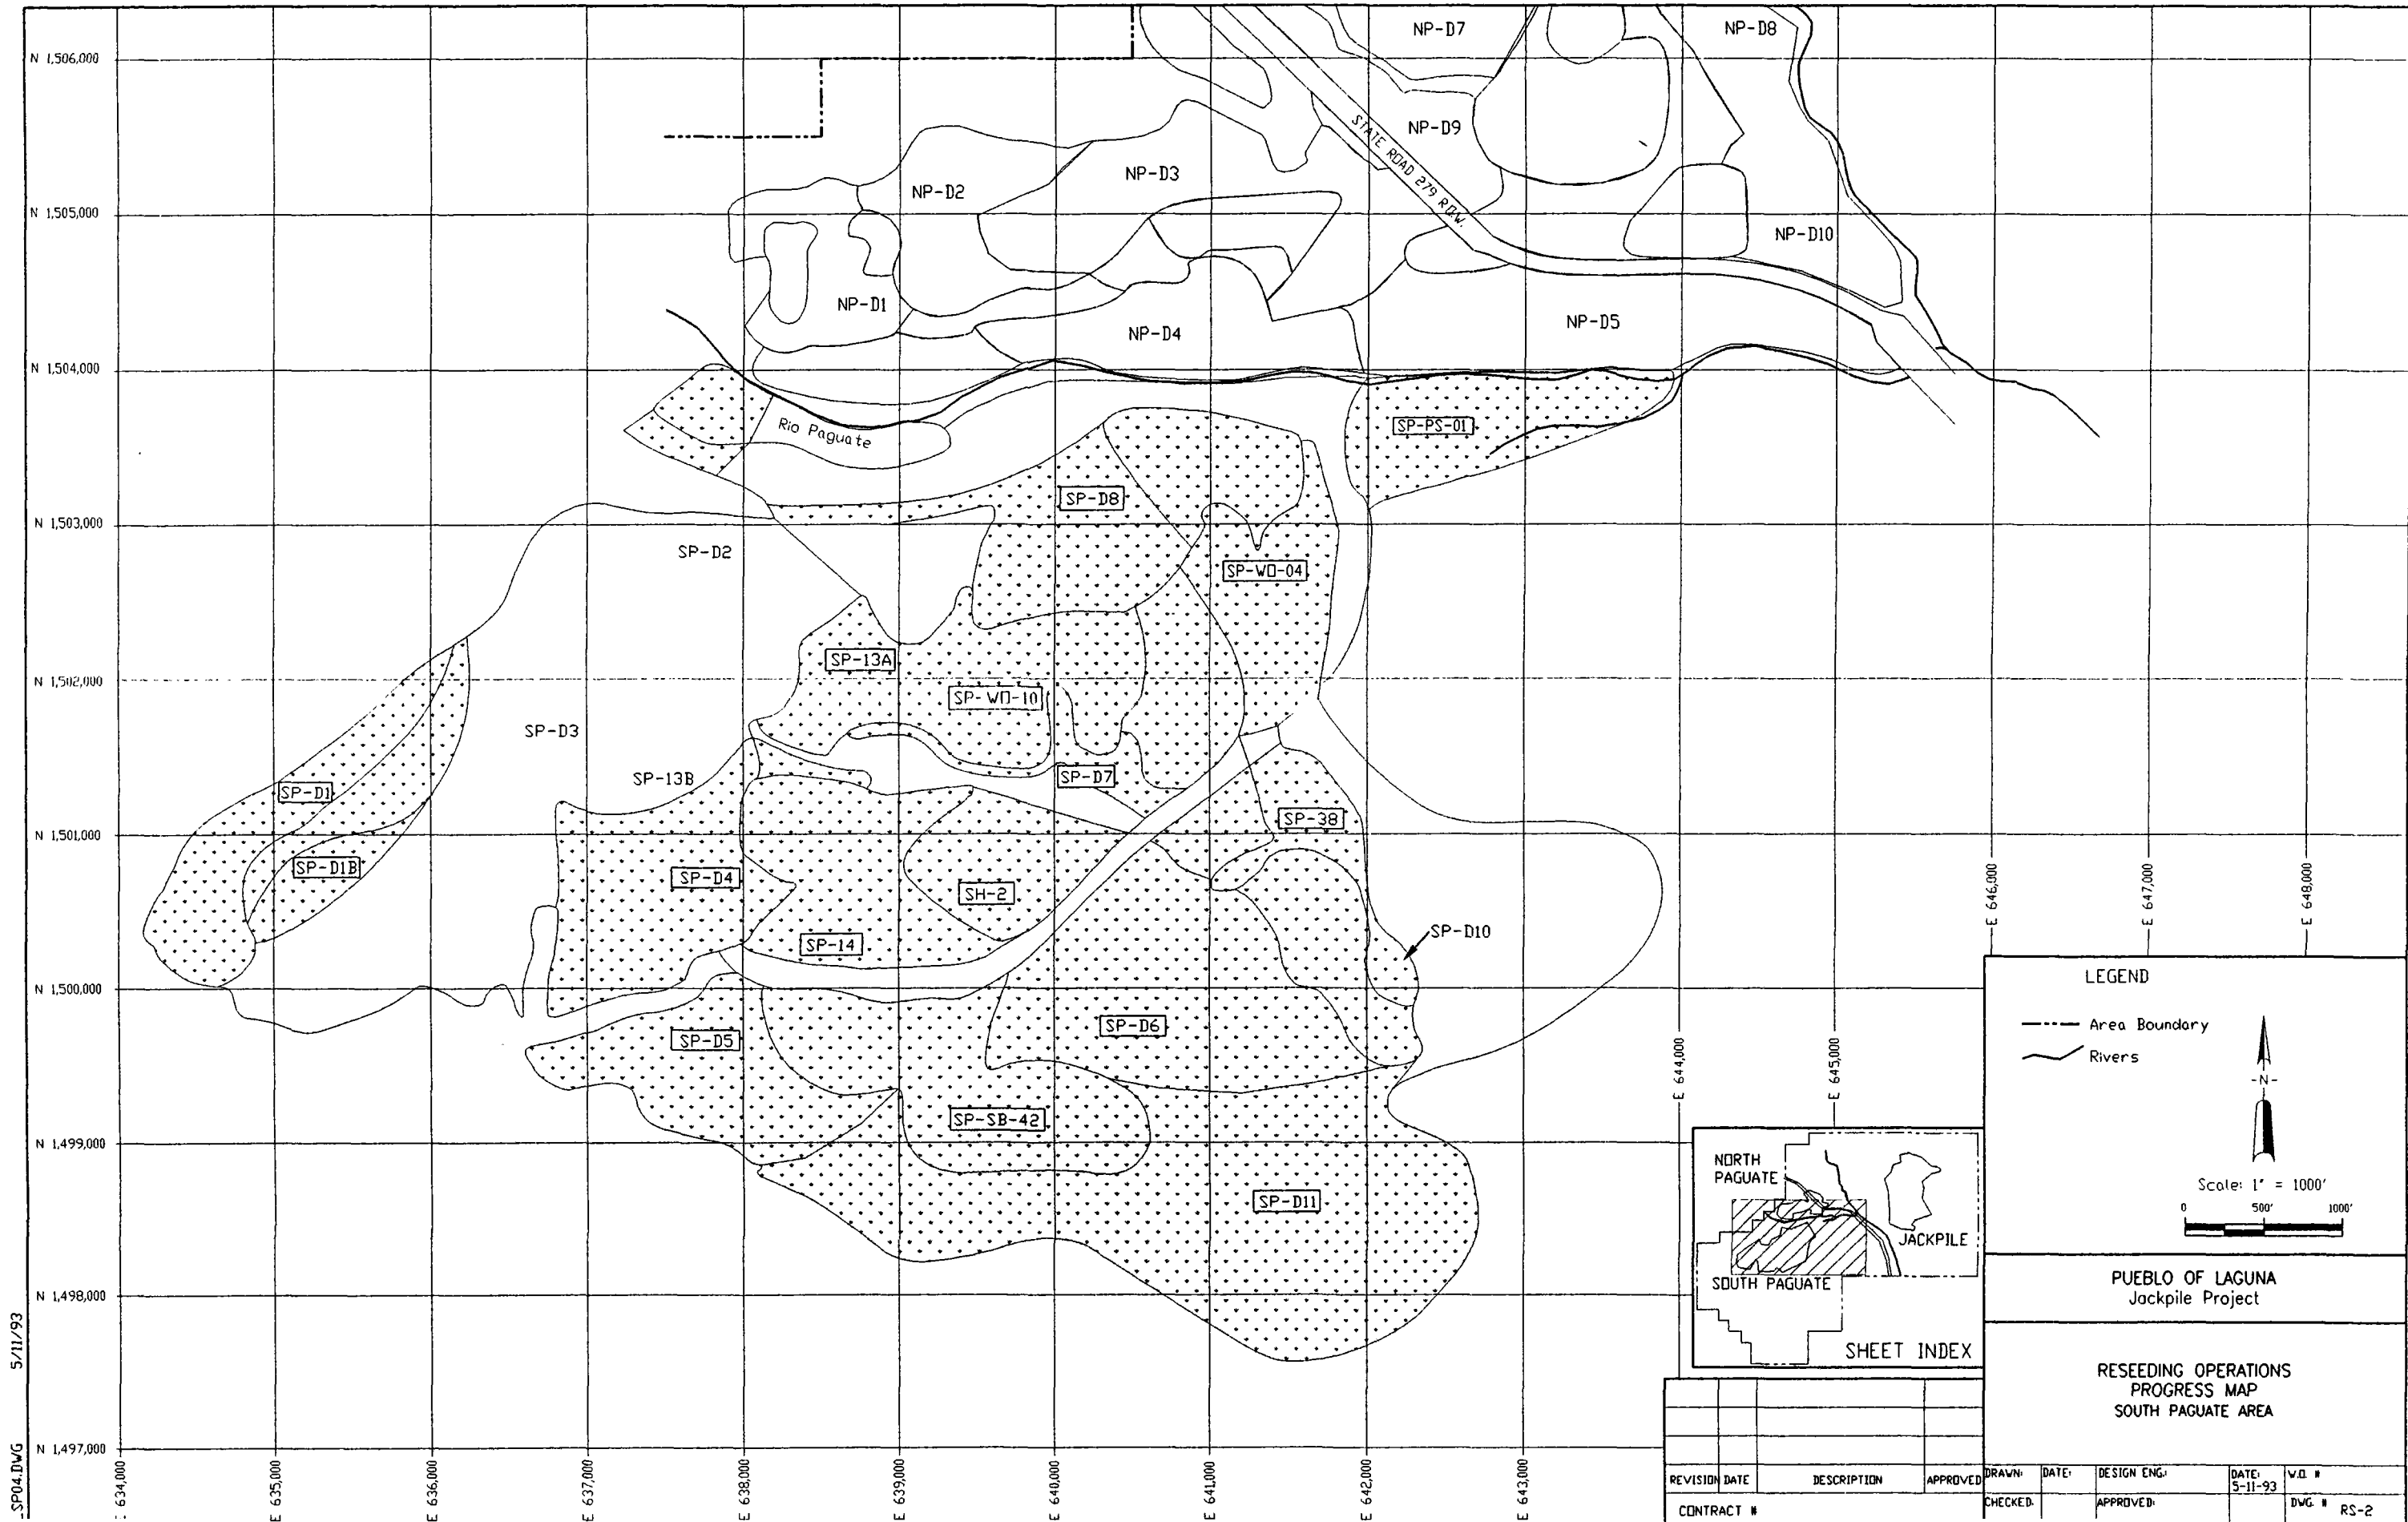 NP-D7
NP-D8
N 1,506,000
NP-D9
STATE ROAD 279 R.O.W.
NP-D3
NP-D2
N 1,505,000
NP-D10
NP-D1
NP-D4
NP-D5
N 1,504,000
Rio Paguate
SP-PS-01
SP-D8
N 1,503,000
SP-D2
SP-WO-04
SP-13A
N 1,502,000
SP-WO-10
SP-D3
SP-13B
SP-D7
SP-D1
SP-38
N 1,501,000
SP-D1B
SP-D4
SH-2
SP-D10
SP-14
N 1,500,000
SP-D6
SP-D5
SP-SB-42
N 1,499,000
SP-D11
N 1,498,000
N 1,497,000
E 635,000
E 636,000
E 637,000
E 638,000
E 639,000
E 640,000
E 641,000
E 642,000
E 643,000
E 644,000
E 645,000
E 646,000
E 647,000
E 648,000
634,000
-SP04.DWG 5/11/93
LEGEND
Area Boundary
Rivers
-N-
Scale: 1" = 1000'
0 500' 1000'
NORTH
PAGUATE
JACKPILE
SOUTH PAGUATE
SHEET INDEX
PUEBLO OF LAGUNA
Jackpile Project
RESEEDING OPERATIONS
PROGRESS MAP
SOUTH PAGUATE AREA
REVISION DATE DESCRIPTION APPROVED
CONTRACT #
DRAWN: DATE: DESIGN ENG.: DATE: W.O. #
5-11-93
CHECKED. APPROVED: DWG. # RS-2